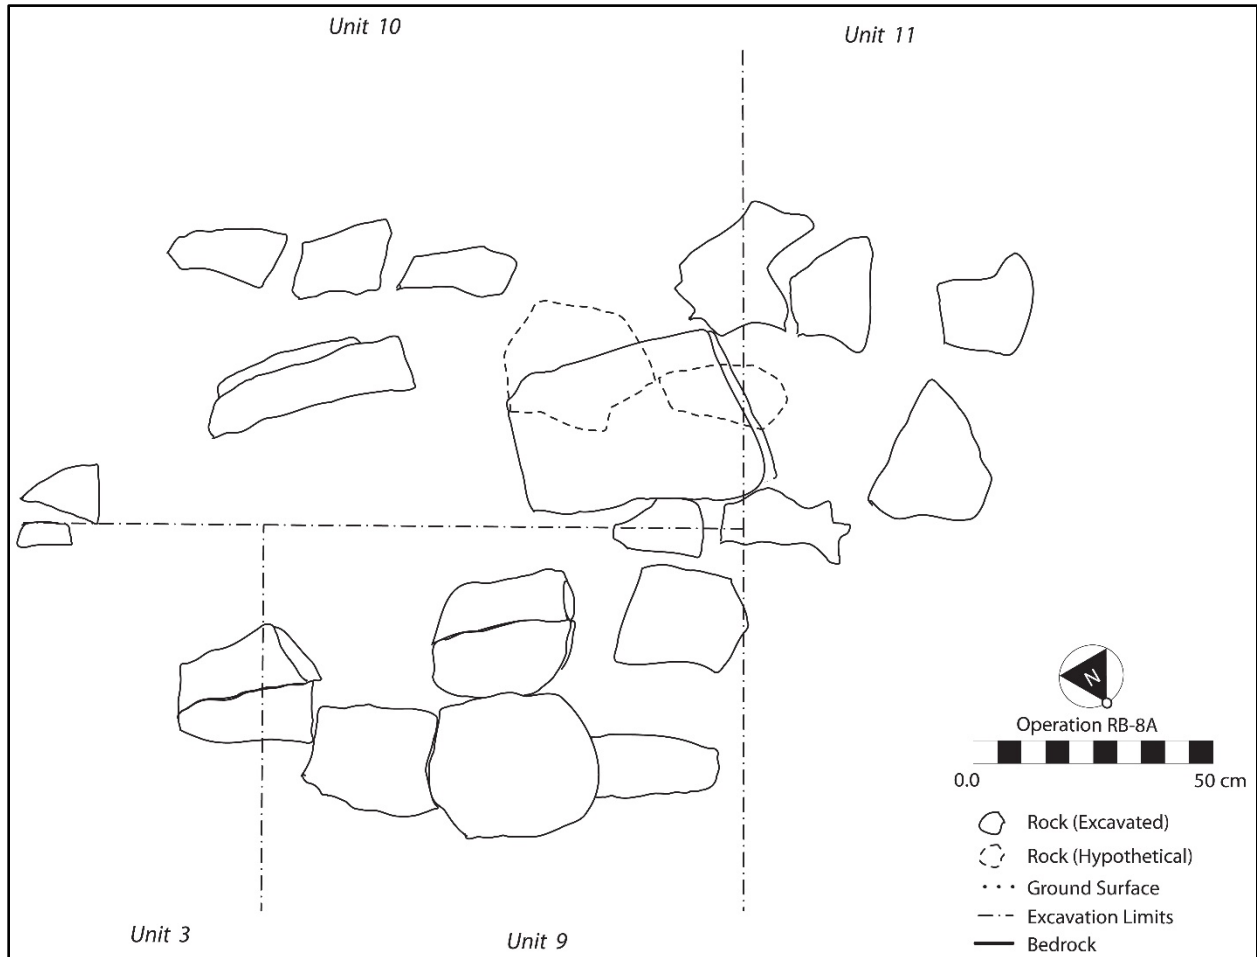 Unit 10
Unit 11
N
Operation RB-8A
0.0
50 cm
Rock (Excavated)
Rock (Hypothetical)
Ground Surface
Excavation Limits
Bedrock
Unit 3
Unit 9